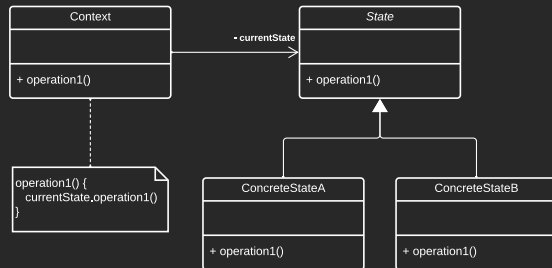 Context
State
- currentState
+ operation1()
+ operation1()
operation1() {
currentState.operation1()
}
ConcreteStateA
ConcreteStateB
+ operation1()
+ operation1()